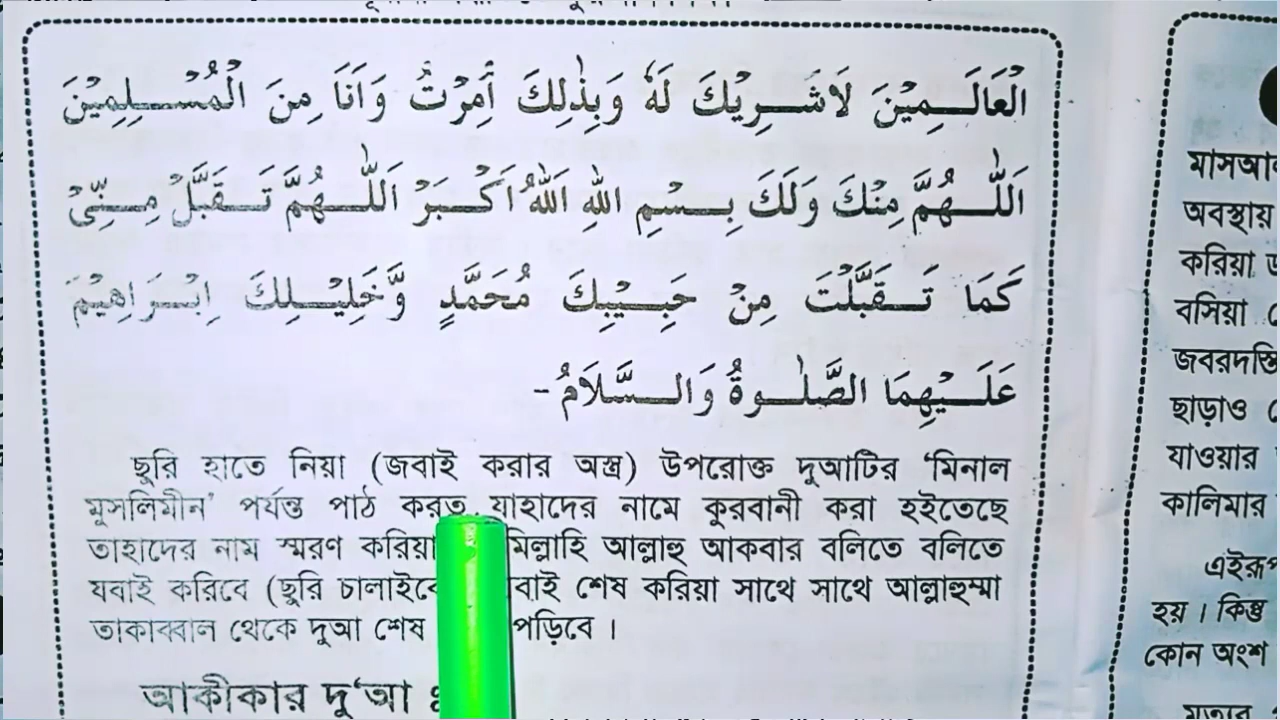 الْعَالَمِيْنَ لَاشَرِيْكَ لَهٗ وَبِذٰلِكَ أُمِرْتُ وَاَنَا مِنَ الْمُسْلِمِيْنَ
اَللّٰهُمَّ مِنْكَ وَلَكَ بِسْمِ اللّٰهِ اَللّٰهُ اَكْبَرْ اَللّٰهُمَّ تَقَبَّلْ مِنِّىْ
كَمَا تَقَبَّلْتَ مِنْ حَبِيْبِكَ مُحَمَّدٍ وَّخَلِيْلِكَ اِبْرَاهِيْمَ
عَلَيْهِمَا الصَّلٰوةُ وَالسَّلَامُ-
ছুরি হাতে নিয়া (জবাই করার অস্ত্র) উপরোক্ত দুআটির ‘মিনাল
মুসলিমীন’ পর্যন্ত পাঠ করত যাহাদের নামে কুরবানী করা হইতেছে
তাহাদের নাম স্মরণ করিয়া মিল্লাহি আল্লাহু আকবার বলিতে বলিতে
যবাই করিবে (ছুরি চালাইবে বাই শেষ করিয়া সাথে সাথে আল্লাহুম্মা
তাকাব্বাল থেকে দুআ শেষ পড়িবে ।
আকীকার দু‘আ ঃ
অবস্থায়
করিয়া
বসিয়া
জবরদস্তি
ছাড়াও
যাওয়ার
কালিমার
এইরূপ
হয় । কিন্তু
কোন অংশ